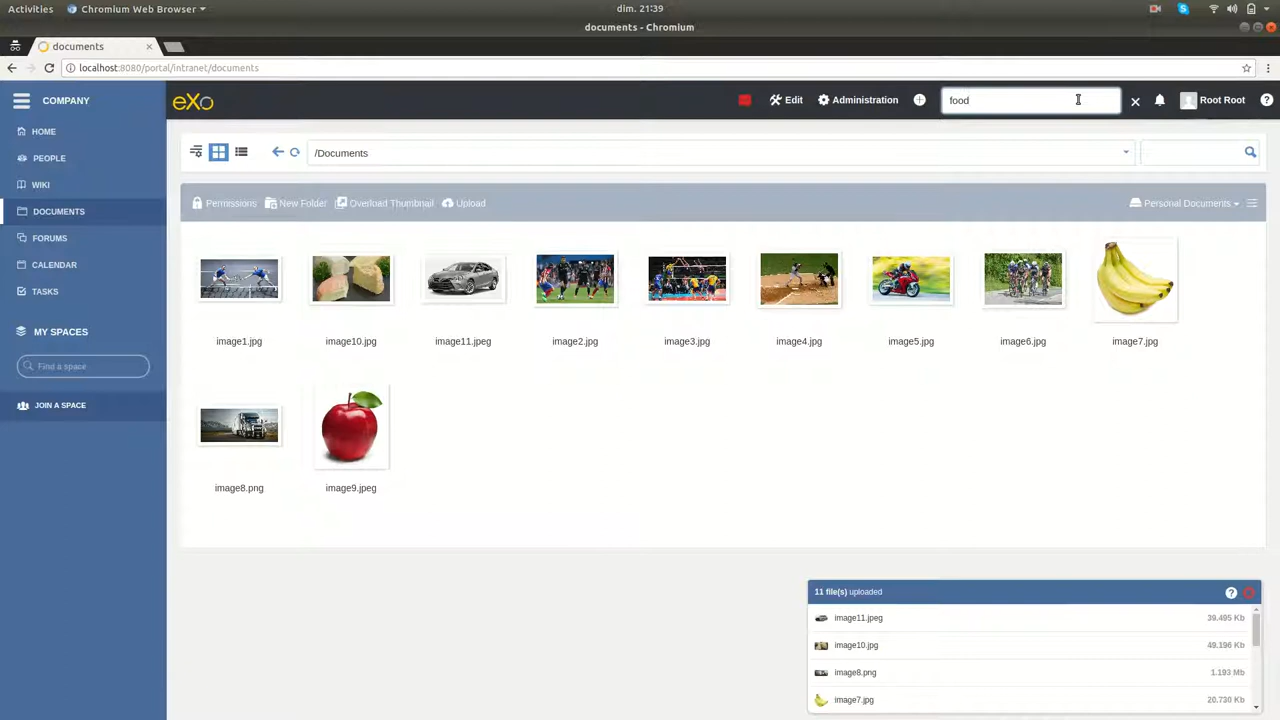 Activities
Chromium Web Browser
dim. 21:39
documents - Chromium
documents
localhost:8080/portal/intranet/documents
COMPANY
eXo
Edit
Administration
food
Root Root
HOME
PEOPLE
WIKI
DOCUMENTS
FORUMS
CALENDAR
TASKS
MY SPACES
Find a space
JOIN A SPACE
/Documents
Permissions
New Folder
Overload Thumbnail
Upload
Personal Documents
image1.jpg
image10.jpg
image11.jpeg
image2.jpg
image3.jpg
image4.jpg
image5.jpg
image6.jpg
image7.jpg
image8.png
image9.jpeg
11 file(s) uploaded
image11.jpeg 39.495 Kb
image10.jpg 49.196 Kb
image8.png 1.193 Mb
image7.jpg 20.730 Kb